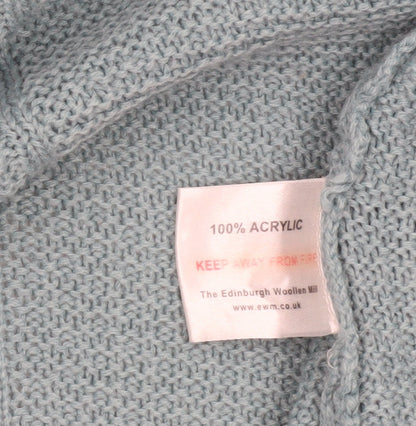 100% ACRYLIC
KEEP AWAY FROM FIRE
The Edinburgh Woollen Mill
www.ewm.co.uk